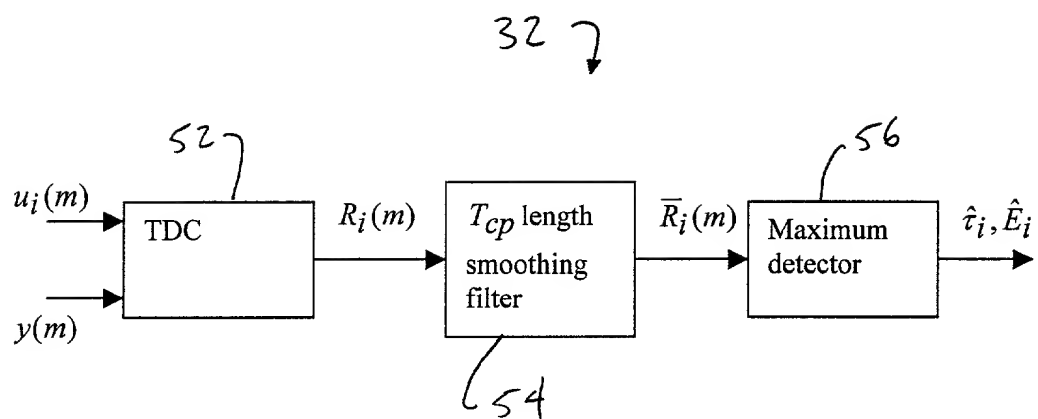 32
52
56
u_i(m)
y(m)
TDC
R_i(m)
T_cp length
smoothing
filter
R̅_i(m)
Maximum
detector
τ̂_i, Ê_i
54